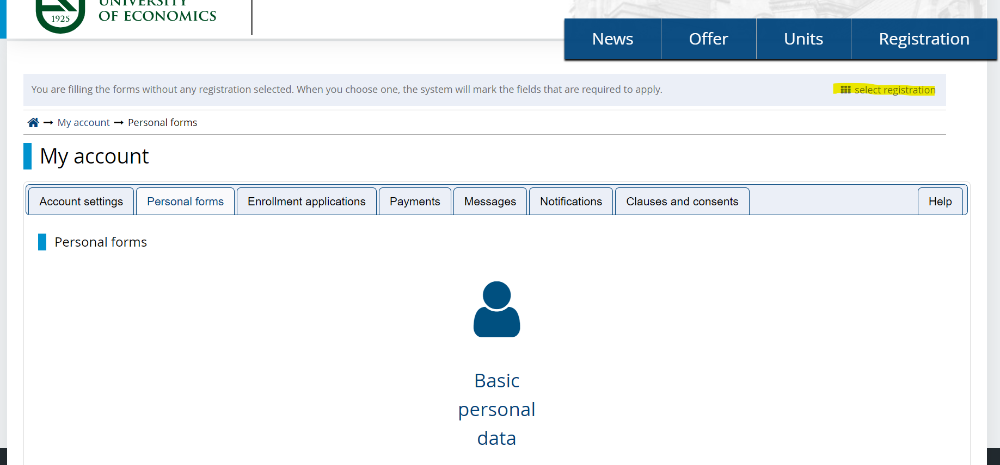 UNIVERSITY
OF ECONOMICS
1925
News
Offer
Units
Registration
You are filling the forms without any registration selected. When you choose one, the system will mark the fields that are required to apply.
select registration
My account
Personal forms
My account
Account settings
Personal forms
Enrollment applications
Payments
Messages
Notifications
Clauses and consents
Help
Personal forms
Basic
personal
data